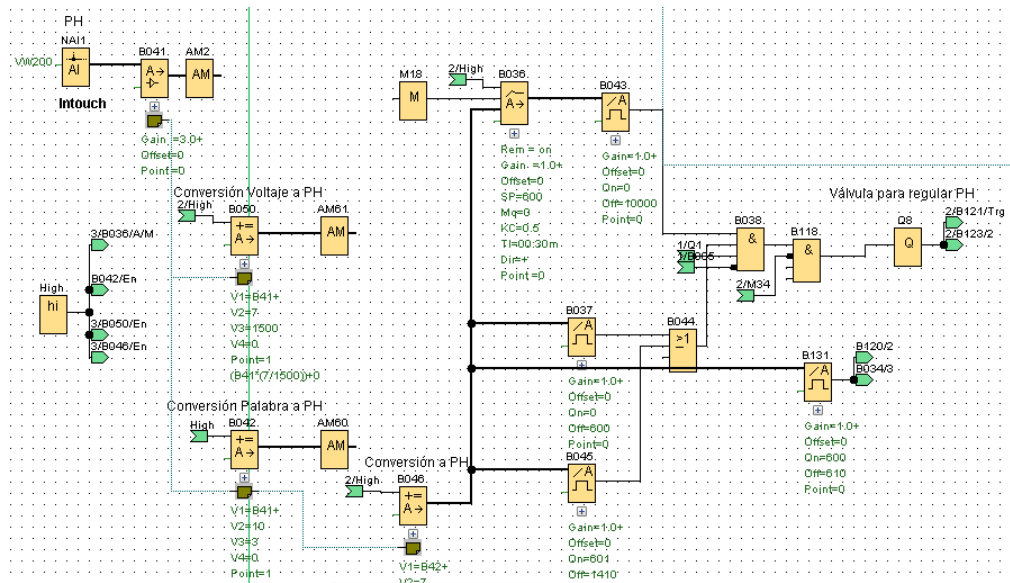 PH
NAI1
B041
AM2
VW200
AI
A→
AM
Intouch
Gain =3.0+
Offset=0
Point=0
M18
M
2/High
B036
A→
Rem = on
Gain =1.0+
Offset=0
SP=600
Mq=0
KC=0.5
TI=00:30m
Dir=+
Point =0
B043
/A
Gain=1.0+
Offset=0
On=0
Off=10000
Point=0
Conversión Voltaje a PH
2/High
B050
+=
A→
AM61
AM
V1=B41+
V2=7
V3=1500
V4=0
Point=1
(B41*(7/1500))+0
3/B036/A/M
B042/En
High
hi
3/B050/En
3/B046/En
Válvula para regular PH
B038
&
1/Q1
2/M34
B118
&
Q8
Q
2/B121/Trg
2/B123/2
B037
/A
Gain=1.0+
Offset=0
On=0
Off=600
Point=0
B044
>1
B131
/A
B120/2
B034/3
Gain=1.0+
Offset=0
On=600
Off=610
Point=0
Conversión Palabra a PH
High
B042
+=
A→
AM60
AM
V1=B41+
V2=10
V3=3
V4=0
Point=1
Conversión a PH
2/High
B046
+=
A→
V1=B42+
V2=7
B045
/A
Gain=1.0+
Offset=0
On=601
Off=1410